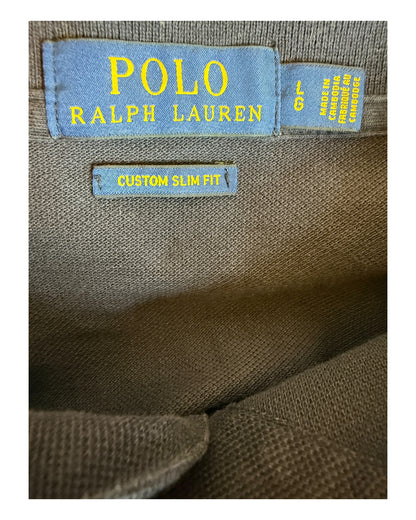 POLO
RALPH LAUREN
L
G
MADE IN
CAMBODIA
FABRIQUÉ AU
CAMBODGE
CUSTOM SLIM FIT